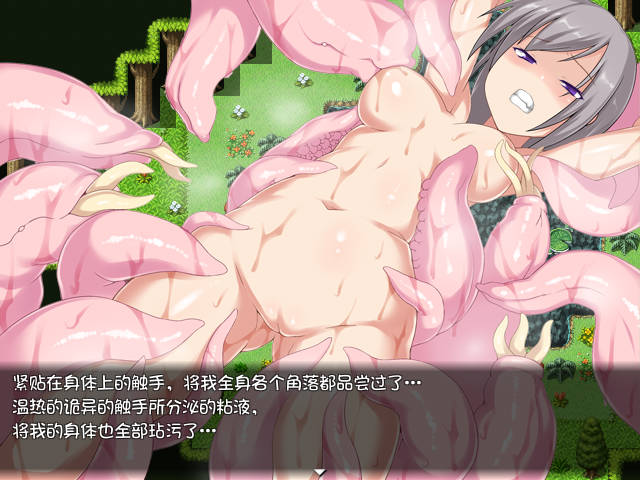 紧贴在身体上的触手，将我全身各个角落都品尝过了…
温热的诡异的触手所分泌的粘液，
将我的身体也全部玷污了…